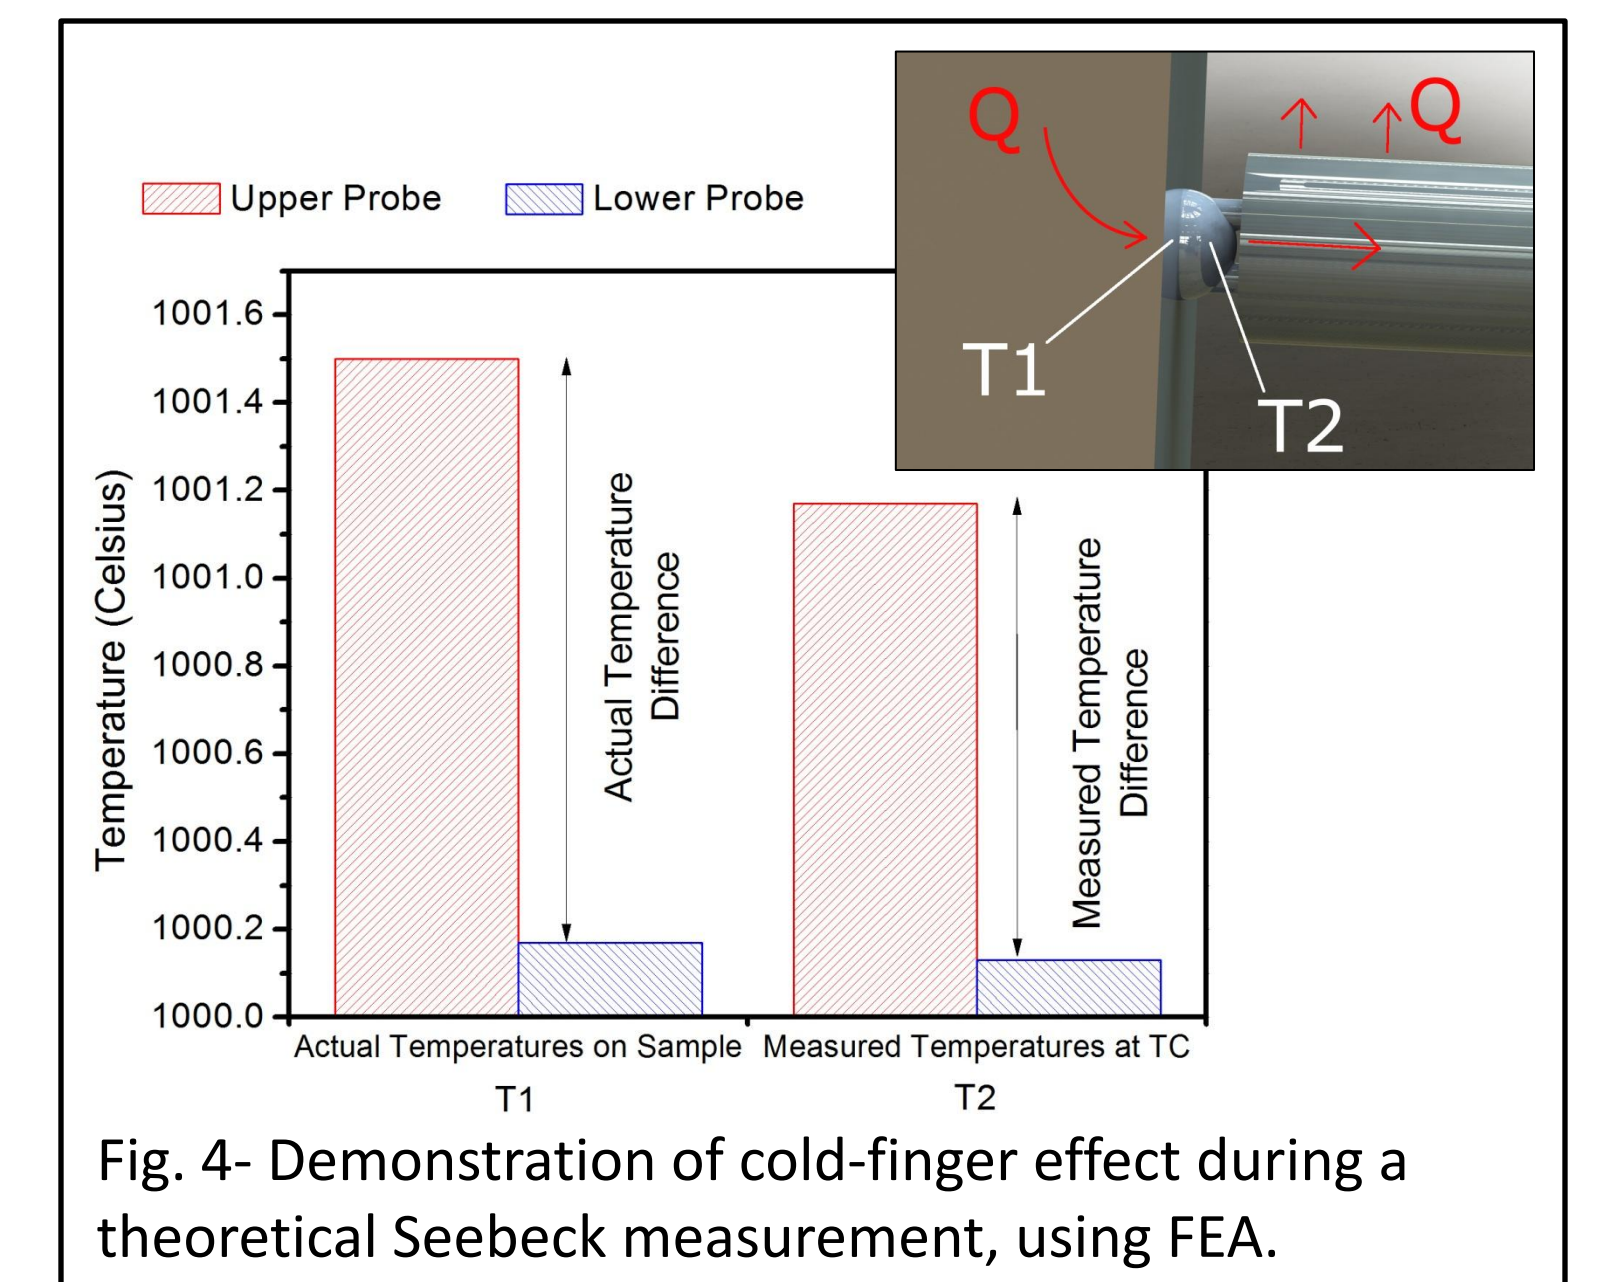 Q
Q
T1
T2
Upper Probe
Lower Probe
Temperature (Celsius)
1001.6
1001.4
1001.2
1001.0
1000.8
1000.6
1000.4
1000.2
1000.0
Actual Temperature
Difference
Measured Temperature
Difference
Actual Temperatures on Sample
Measured Temperatures at TC
T1
T2
Fig. 4- Demonstration of cold-finger effect during a
theoretical Seebeck measurement, using FEA.